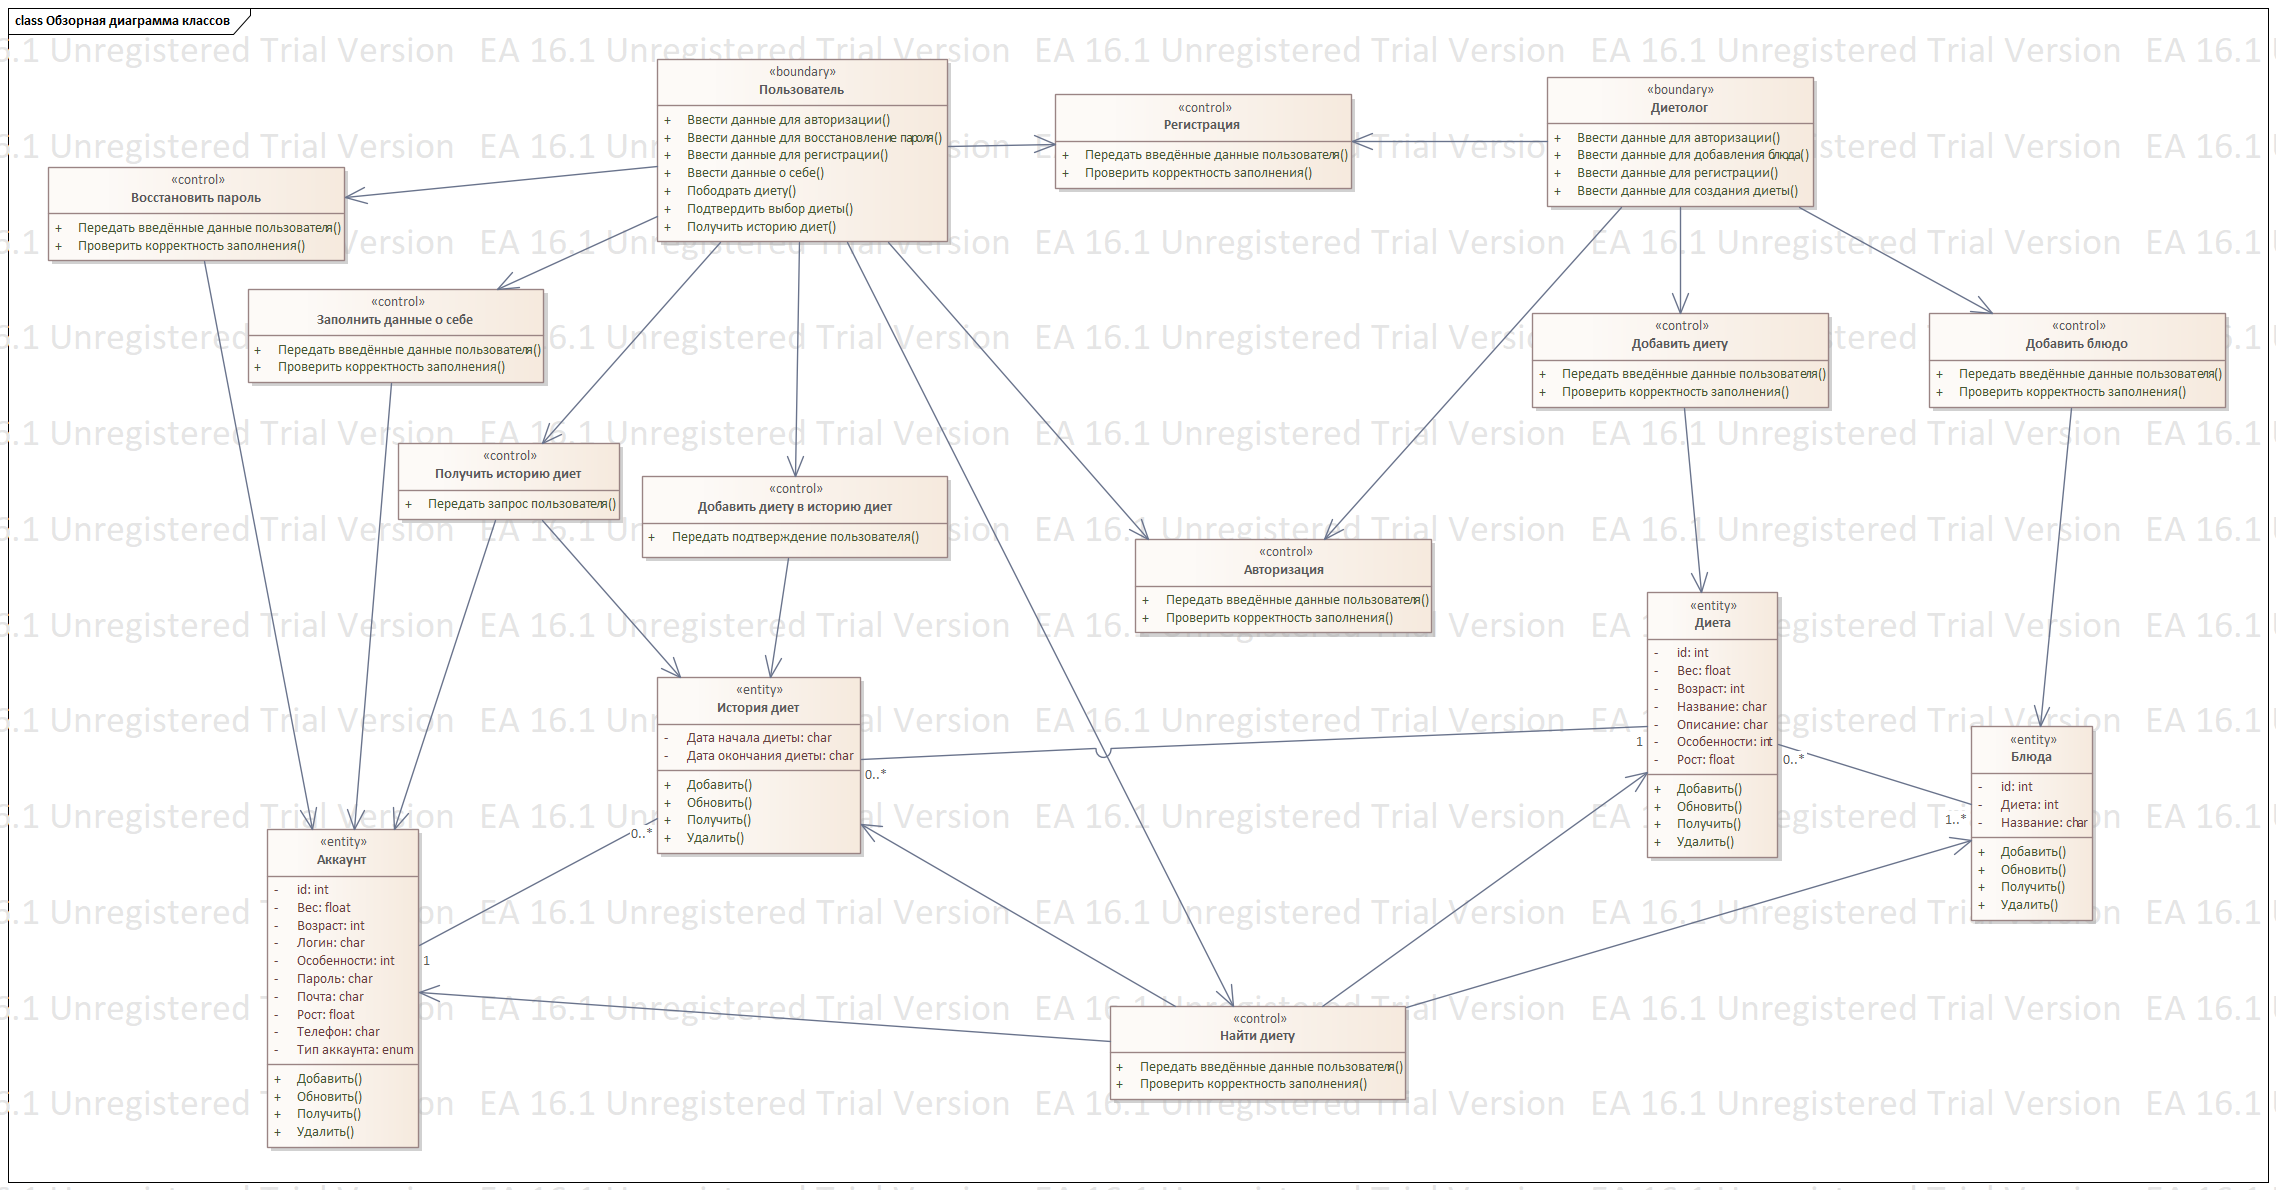 class Обзорная диаграмма классов
EA 16.1 Unregistered Trial Version
«boundary»
Пользователь
+ Ввести данные для авторизации()
+ Ввести данные для восстановление пароля()
+ Ввести данные для регистрации()
+ Ввести данные о себе()
+ Побобрать диету()
+ Подтвердить выбор диеты()
+ Получить историю диет()
«control»
Регистрация
+ Передать введённые данные пользователя()
+ Проверить корректность заполнения()
«boundary»
Диетолог
+ Ввести данные для авторизации()
+ Ввести данные для добавления блюда()
+ Ввести данные для регистрации()
+ Ввести данные для создания диеты()
«control»
Восстановить пароль
+ Передать введённые данные пользователя()
+ Проверить корректность заполнения()
«control»
Заполнить данные о себе
+ Передать введённые данные пользователя()
+ Проверить корректность заполнения()
«control»
Добавить диету
+ Передать введённые данные пользователя()
+ Проверить корректность заполнения()
«control»
Добавить блюдо
+ Передать введённые данные пользователя()
+ Проверить корректность заполнения()
«control»
Получить историю диет
+ Передать запрос пользователя()
«control»
Добавить диету в историю диет
+ Передать подтверждение пользователя()
«control»
Авторизация
+ Передать введённые данные пользователя()
+ Проверить корректность заполнения()
«entity»
Диета
- id: int
- Вес: float
- Возраст: int
- Название: char
- Описание: char
- Особенности: int
- Рост: float
+ Добавить()
+ Обновить()
+ Получить()
+ Удалить()
«entity»
История диет
- Дата начала диеты: char
- Дата окончания диеты: char
+ Добавить()
+ Обновить()
+ Получить()
+ Удалить()
0..*
1
0..*
1..*
0..*
1
«entity»
Блюда
- id: int
- Диета: int
- Название: char
+ Добавить()
+ Обновить()
+ Получить()
+ Удалить()
«entity»
Аккаунт
- id: int
- Вес: float
- Возраст: int
- Логин: char
- Особенности: int
- Пароль: char
- Почта: char
- Рост: float
- Телефон: char
- Тип аккаунта: enum
+ Добавить()
+ Обновить()
+ Получить()
+ Удалить()
«control»
Найти диету
+ Передать введённые данные пользователя()
+ Проверить корректность заполнения()